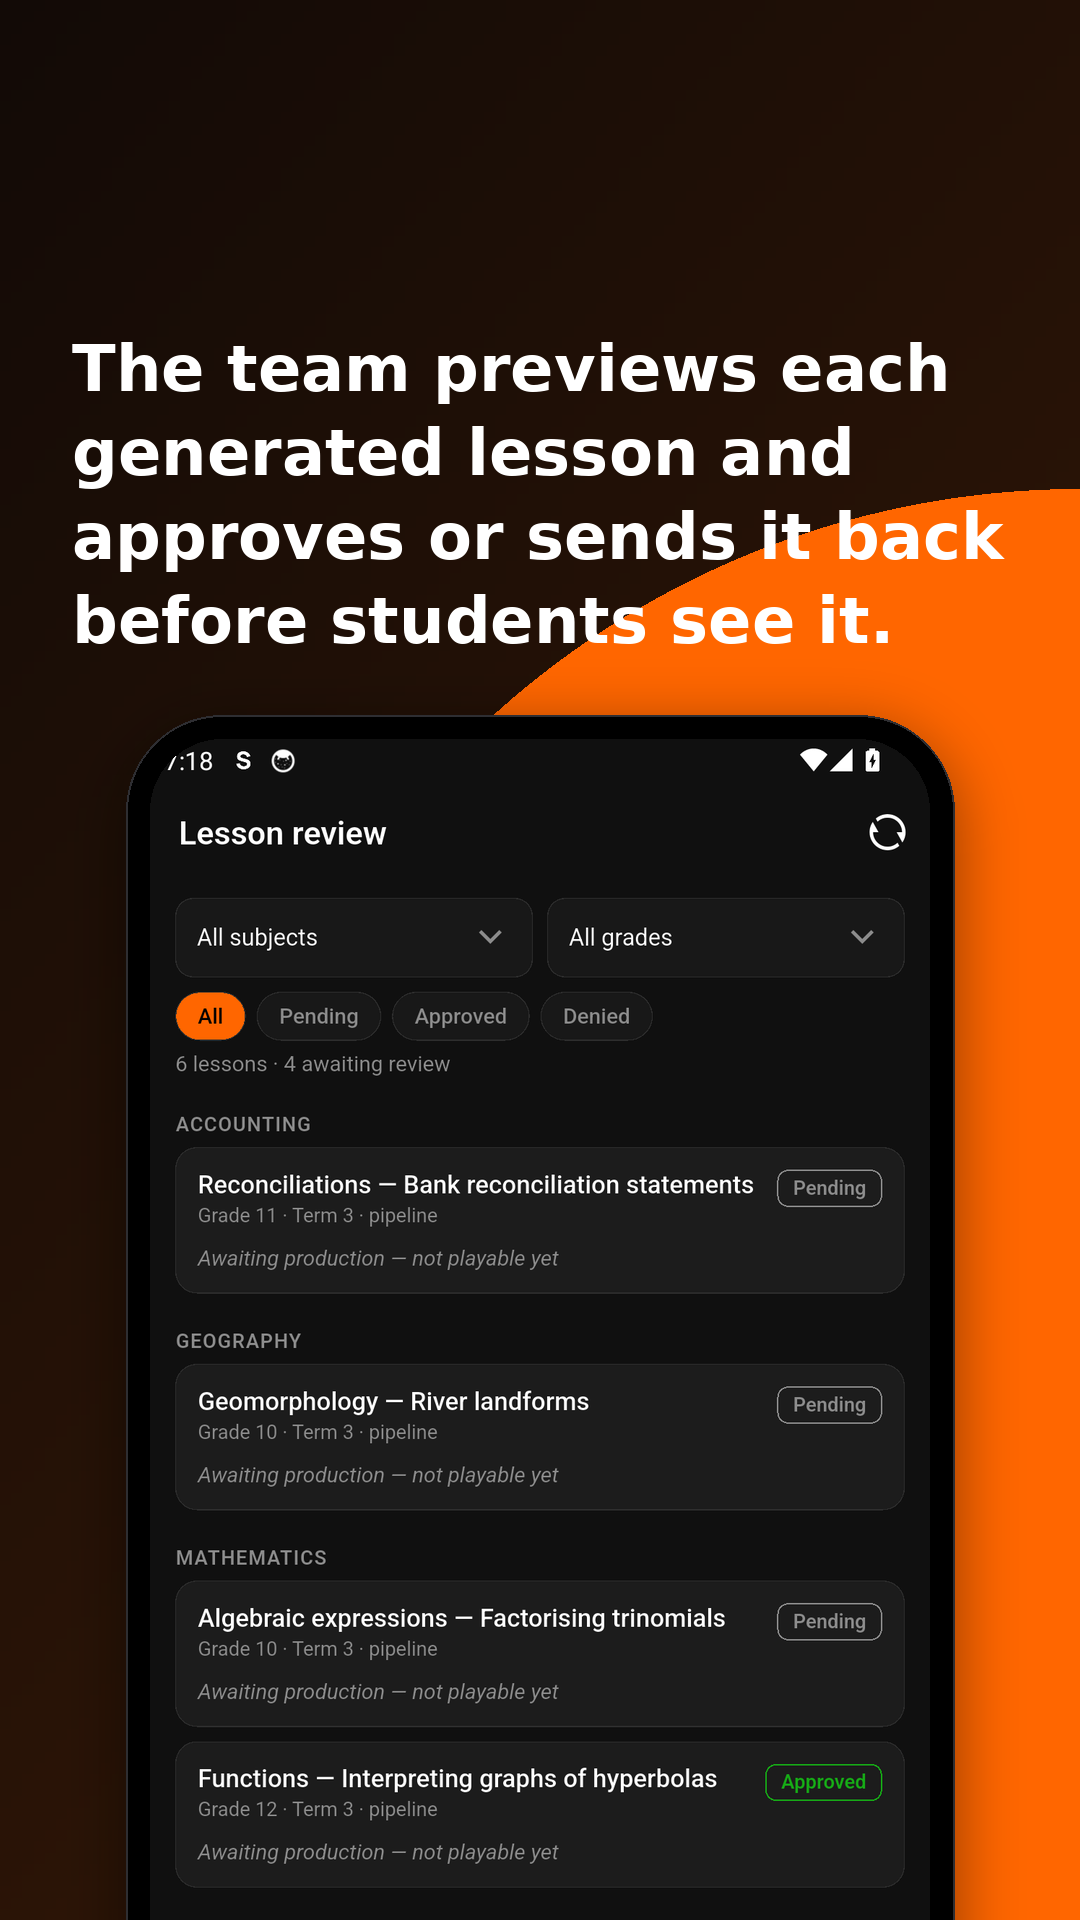 The team previews each
generated lesson and
approves or sends it back
before students see it.
7:18 S
Lesson review
All subjects
All grades
All
Pending
Approved
Denied
6 lessons · 4 awaiting review
ACCOUNTING
Reconciliations — Bank reconciliation statements
Pending
Grade 11 · Term 3 · pipeline
Awaiting production — not playable yet
GEOGRAPHY
Geomorphology — River landforms
Pending
Grade 10 · Term 3 · pipeline
Awaiting production — not playable yet
MATHEMATICS
Algebraic expressions — Factorising trinomials
Pending
Grade 10 · Term 3 · pipeline
Awaiting production — not playable yet
Functions — Interpreting graphs of hyperbolas
Approved
Grade 12 · Term 3 · pipeline
Awaiting production — not playable yet